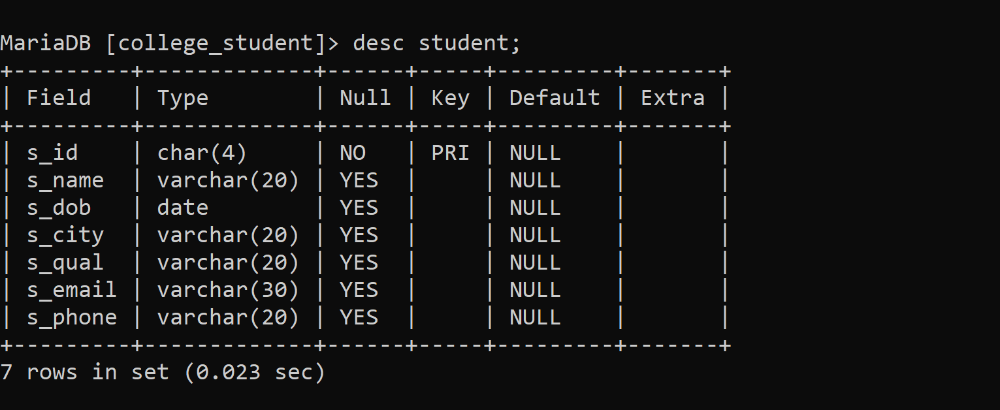 MariaDB [college_student]> desc student;
+---------+-------------+------+-----+---------+-------+
| Field   | Type        | Null | Key | Default | Extra |
+---------+-------------+------+-----+---------+-------+
| s_id    | char(4)     | NO   | PRI | NULL    |       |
| s_name  | varchar(20) | YES  |     | NULL    |       |
| s_dob   | date        | YES  |     | NULL    |       |
| s_city  | varchar(20) | YES  |     | NULL    |       |
| s_qual  | varchar(20) | YES  |     | NULL    |       |
| s_email | varchar(30) | YES  |     | NULL    |       |
| s_phone | varchar(20) | YES  |     | NULL    |       |
+---------+-------------+------+-----+---------+-------+
7 rows in set (0.023 sec)